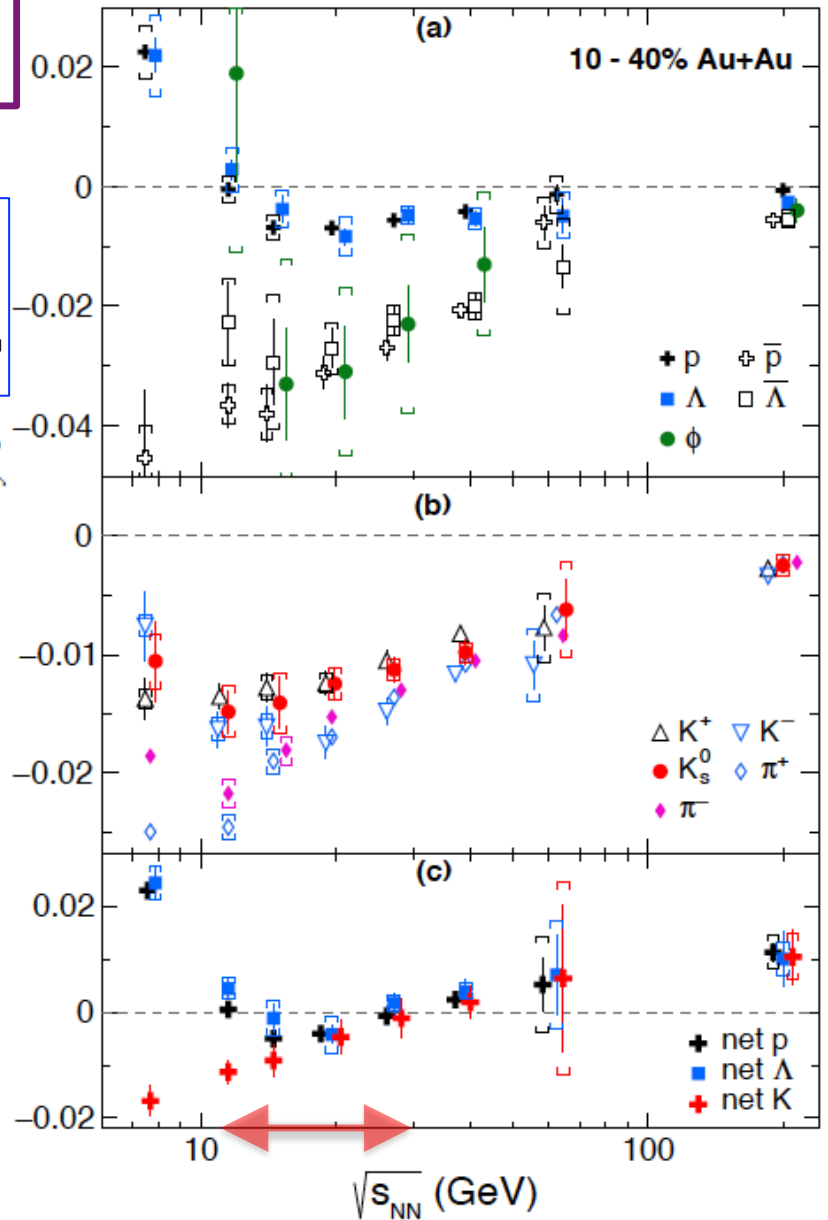 (a)
10 - 40% Au+Au
0.02
0
−0.02
−0.04
p p̅
Λ Λ̅
ϕ
(b)
0
−0.01
−0.02
K⁺ K⁻
K⁰ₛ π⁺
π⁻
(c)
0.02
0
−0.02
net p
net Λ
net K
10 100
√sNN (GeV)